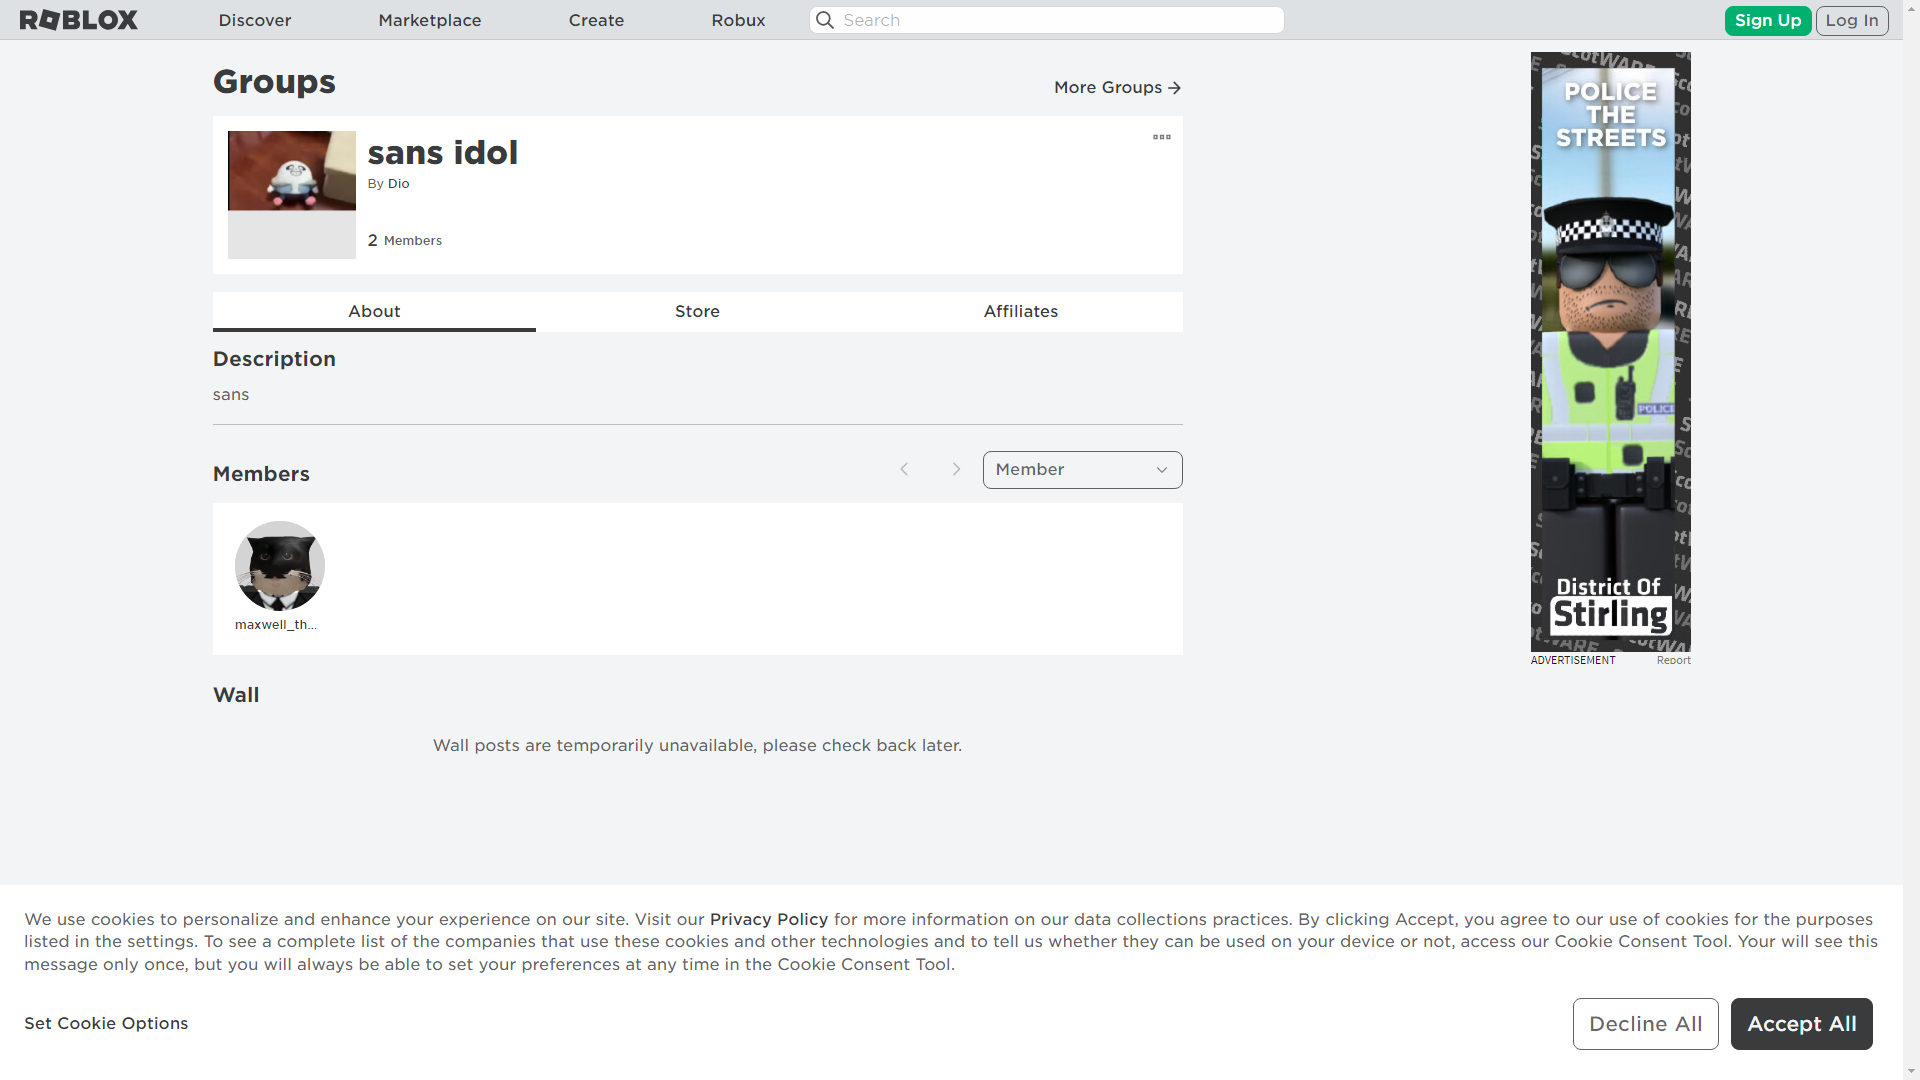 ROBLOX
Discover
Marketplace
Create
Robux
Search
Sign Up
Log In
Groups
More Groups
sans idol
By Dio
2 Members
About
Store
Affiliates
Description
sans
Members
Member
maxwell_th...
Wall
Wall posts are temporarily unavailable, please check back later.
POLICE
THE
STREETS
POLICE
District Of
Stirling
ADVERTISEMENT
Report
We use cookies to personalize and enhance your experience on our site. Visit our Privacy Policy for more information on our data collections practices. By clicking Accept, you agree to our use of cookies for the purposes
listed in the settings. To see a complete list of the companies that use these cookies and other technologies and to tell us whether they can be used on your device or not, access our Cookie Consent Tool. Your will see this
message only once, but you will always be able to set your preferences at any time in the Cookie Consent Tool.
Set Cookie Options
Decline All
Accept All